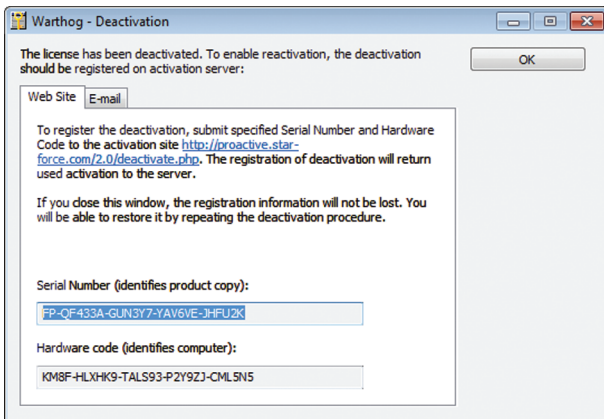 Warthog - Deactivation
The license has been deactivated. To enable reactivation, the deactivation
should be registered on activation server:
OK
Web Site E-mail
To register the deactivation, submit specified Serial Number and Hardware
Code to the activation site http://proactive.star-
force.com/2.0/deactivate.php. The registration of deactivation will return
used activation to the server.
If you close this window, the registration information will not be lost. You
will be able to restore it by repeating the deactivation procedure.
Serial Number (identifies product copy):
FP-QF433A-GUN3Y7-YAV6VE-JHFU2K
Hardware code (identifies computer):
KM8F-HLXHK9-TALS93-P2Y9ZJ-CML5N5